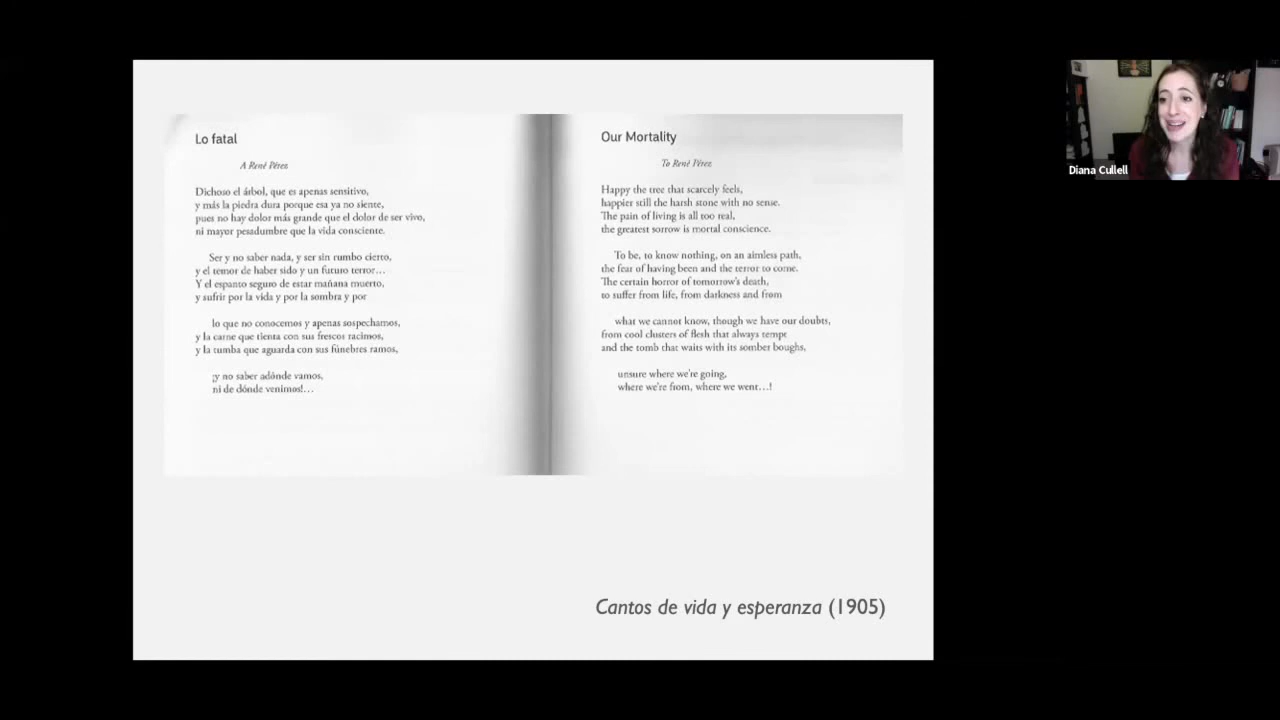 Lo fatal
A René Pérez
Dichoso el árbol, que es apenas sensitivo,
y más la piedra dura porque esa ya no siente,
pues no hay dolor más grande que el dolor de ser vivo,
ni mayor pesadumbre que la vida consciente.
Ser y no saber nada, y ser sin rumbo cierto,
y el temor de haber sido y un futuro terror...
Y el espanto seguro de estar mañana muerto,
y sufrir por la vida y por la sombra y por
lo que no conocemos y apenas sospechamos,
y la carne que tienta con sus frescos racimos,
y la tumba que aguarda con sus fúnebres ramos,
¡y no saber adónde vamos,
ni de dónde venimos!...
Our Mortality
To René Pérez
Happy the tree that scarcely feels,
happier still the harsh stone with no sense.
The pain of living is all too real,
the greatest sorrow is mortal conscience.
To be, to know nothing, on an aimless path,
the fear of having been and the terror to come.
The certain horror of tomorrow's death,
to suffer from life, from darkness and from
what we cannot know, though we have our doubts,
from cool clusters of flesh that always tempt
and the tomb that waits with its somber boughs,
unsure where we're going,
where we're from, where we went...!
Cantos de vida y esperanza (1905)
Diana Cullell